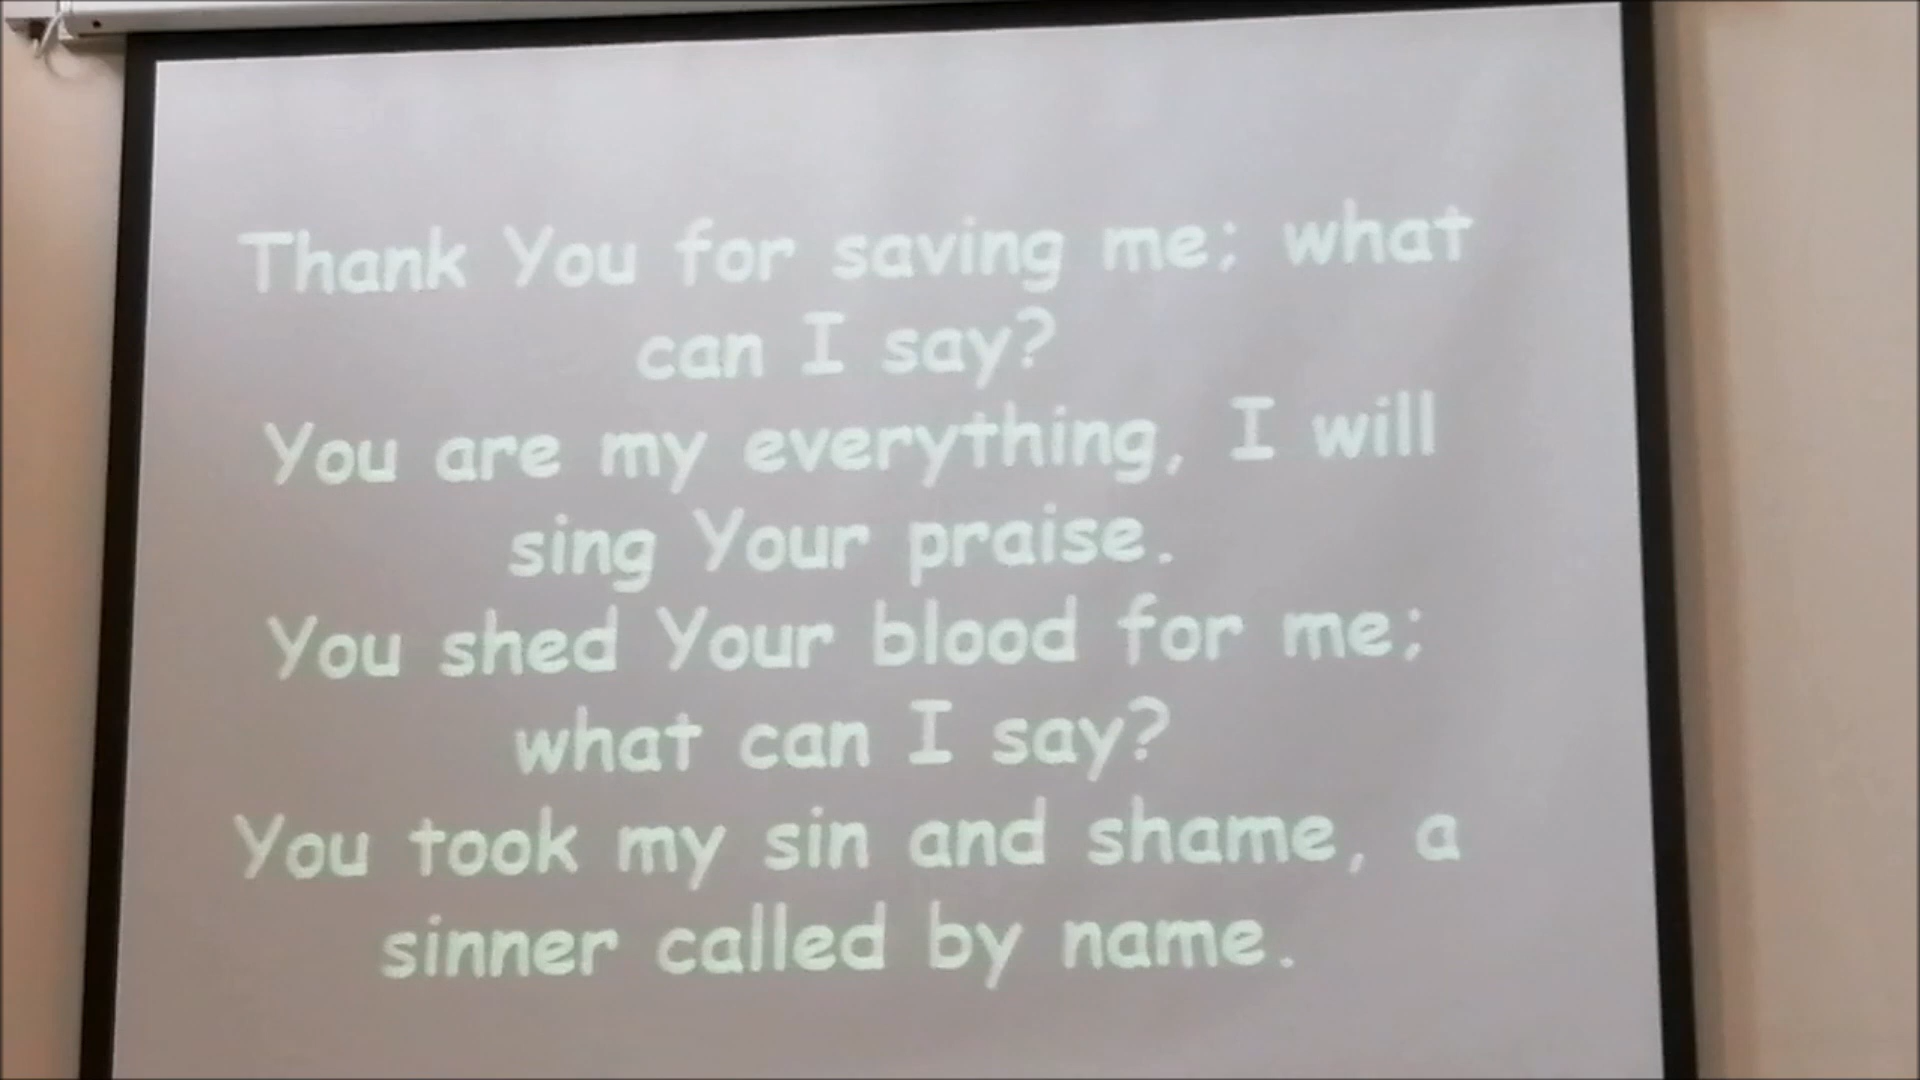 Thank You for saving me; what
can I say?
You are my everything, I will
sing Your praise.
You shed Your blood for me;
what can I say?
You took my sin and shame, a
sinner called by name.